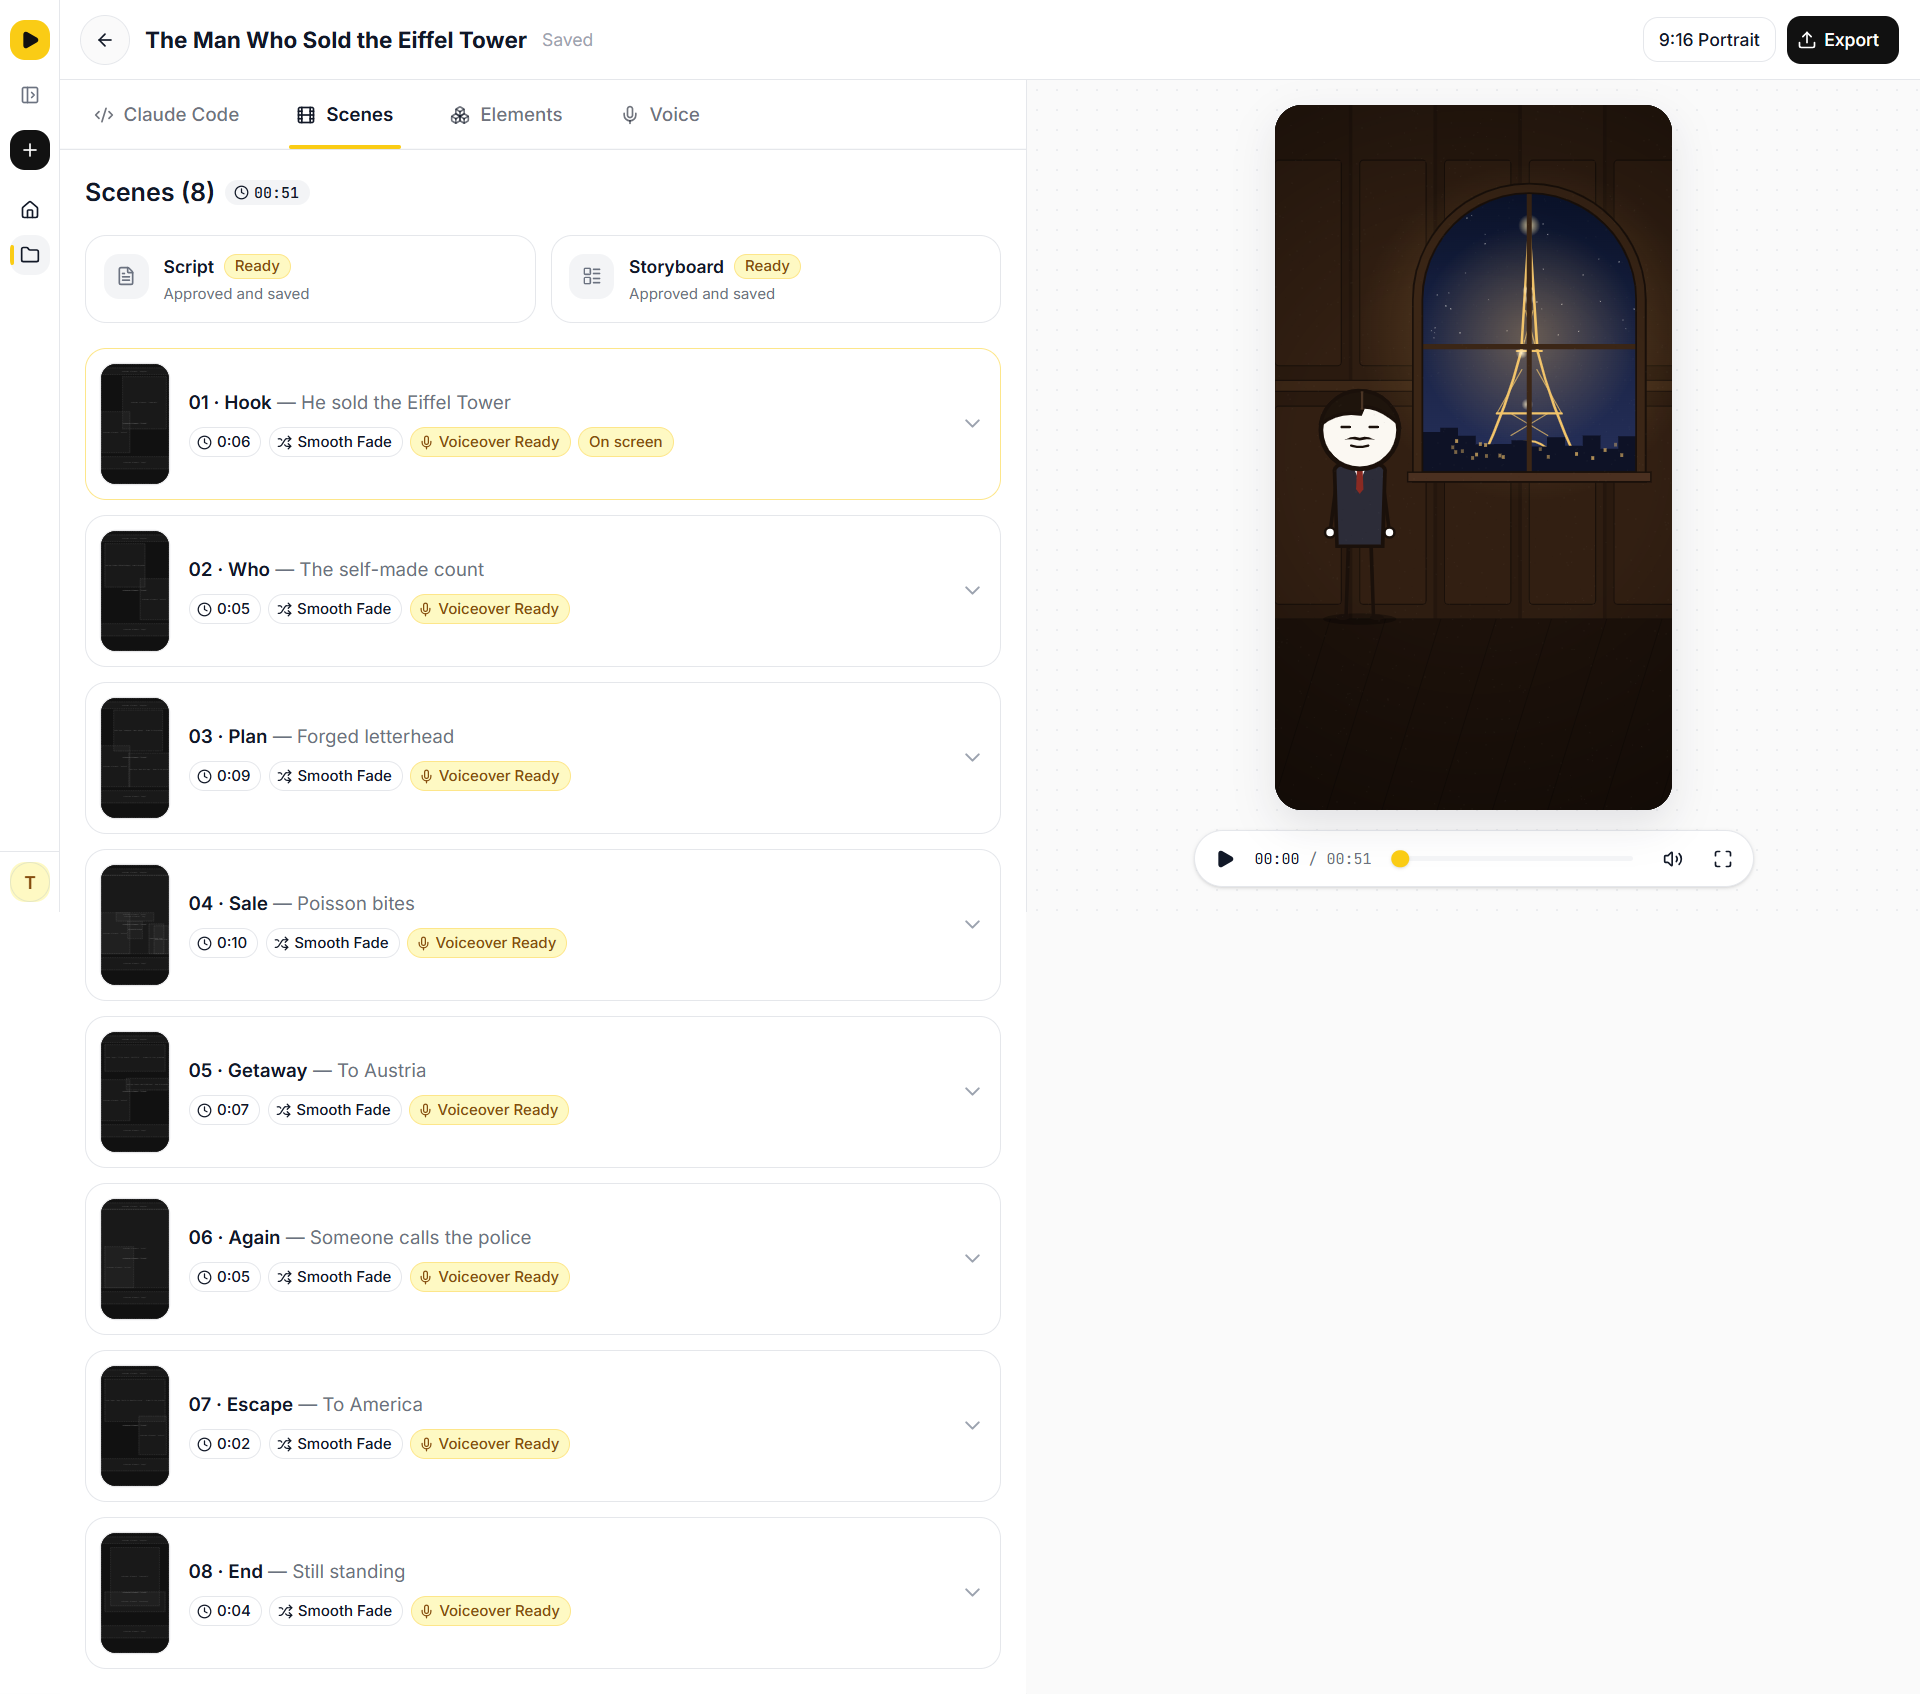 The Man Who Sold the Eiffel Tower Saved
9:16 Portrait
Export
Claude Code
Scenes
Elements
Voice
Scenes (8) 00:51
Script Ready
Approved and saved
Storyboard Ready
Approved and saved
01 · Hook — He sold the Eiffel Tower
0:06 Smooth Fade Voiceover Ready On screen
02 · Who — The self-made count
0:05 Smooth Fade Voiceover Ready
03 · Plan — Forged letterhead
0:09 Smooth Fade Voiceover Ready
04 · Sale — Poisson bites
0:10 Smooth Fade Voiceover Ready
05 · Getaway — To Austria
0:07 Smooth Fade Voiceover Ready
06 · Again — Someone calls the police
0:05 Smooth Fade Voiceover Ready
07 · Escape — To America
0:02 Smooth Fade Voiceover Ready
08 · End — Still standing
0:04 Smooth Fade Voiceover Ready
T
00:00 / 00:51